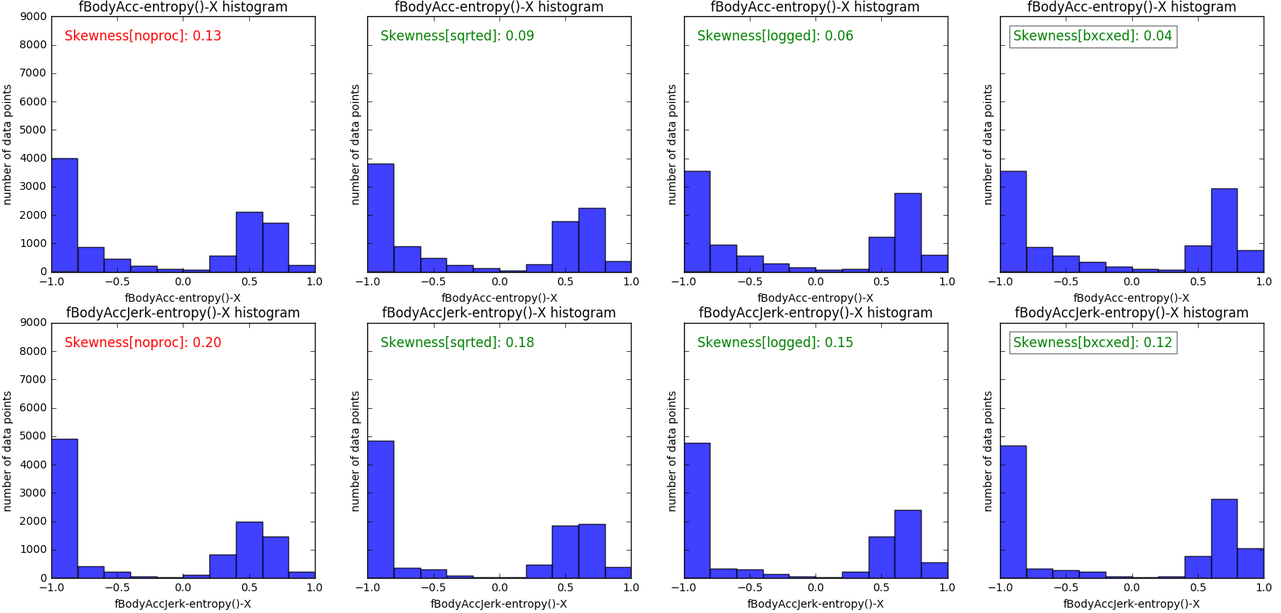 fBodyAcc-entropy()-X histogram fBodyAcc-entropy()-X histogram fBodyAcc-entropy()-X histogram fBodyAcc-entropy()-X histogram
9000
Skewness[noproc]: 0.13 Skewness[sqrted]: 0.09 Skewness[logged]: 0.06 Skewness[bxcxed]: 0.04
8000
7000
6000
5000
4000
3000
2000
1000
0
number of data points number of data points number of data points number of data points
−1.0 −0.5 0.0 0.5 1.0 −1.0 −0.5 0.0 0.5 1.0 −1.0 −0.5 0.0 0.5 1.0 −1.0 −0.5 0.0 0.5 1.0
fBodyAcc-entropy()-X fBodyAcc-entropy()-X fBodyAcc-entropy()-X fBodyAcc-entropy()-X
fBodyAccJerk-entropy()-X histogram fBodyAccJerk-entropy()-X histogram fBodyAccJerk-entropy()-X histogram fBodyAccJerk-entropy()-X histogram
9000
Skewness[noproc]: 0.20 Skewness[sqrted]: 0.18 Skewness[logged]: 0.15 Skewness[bxcxed]: 0.12
8000
7000
6000
5000
4000
3000
2000
1000
0
number of data points number of data points number of data points number of data points
−1.0 −0.5 0.0 0.5 1.0 −1.0 −0.5 0.0 0.5 1.0 −1.0 −0.5 0.0 0.5 1.0 −1.0 −0.5 0.0 0.5 1.0
fBodyAccJerk-entropy()-X fBodyAccJerk-entropy()-X fBodyAccJerk-entropy()-X fBodyAccJerk-entropy()-X